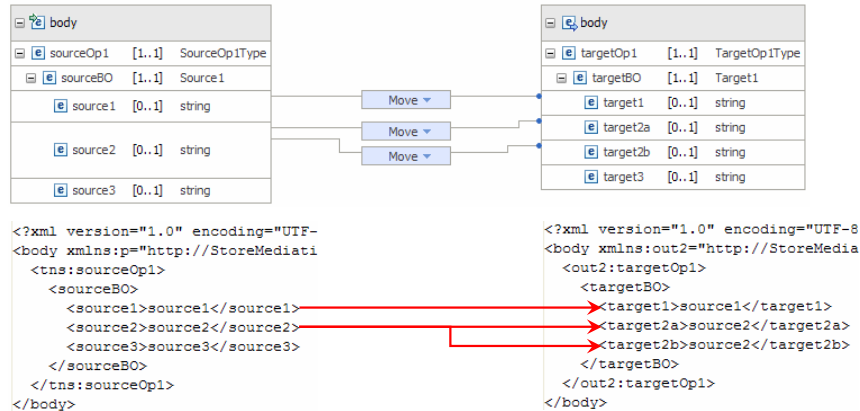 body
sourceOp1 [1..1] SourceOp1Type
sourceBO [1..1] Source1
source1 [0..1] string
source2 [0..1] string
source3 [0..1] string
Move
Move
Move
body
targetOp1 [1..1] TargetOp1Type
targetBO [1..1] Target1
target1 [0..1] string
target2a [0..1] string
target2b [0..1] string
target3 [0..1] string
<?xml version="1.0" encoding="UTF-
<body xmlns:p="http://StoreMediati
<tns:sourceOp1>
<sourceBO>
<source1>source1</source1>
<source2>source2</source2>
<source3>source3</source3>
</sourceBO>
</tns:sourceOp1>
</body>
<?xml version="1.0" encoding="UTF-8
<body xmlns:out2="http://StoreMedia
<out2:targetOp1>
<targetBO>
<target1>source1</target1>
<target2a>source2</target2a>
<target2b>source2</target2b>
</targetBO>
</out2:targetOp1>
</body>